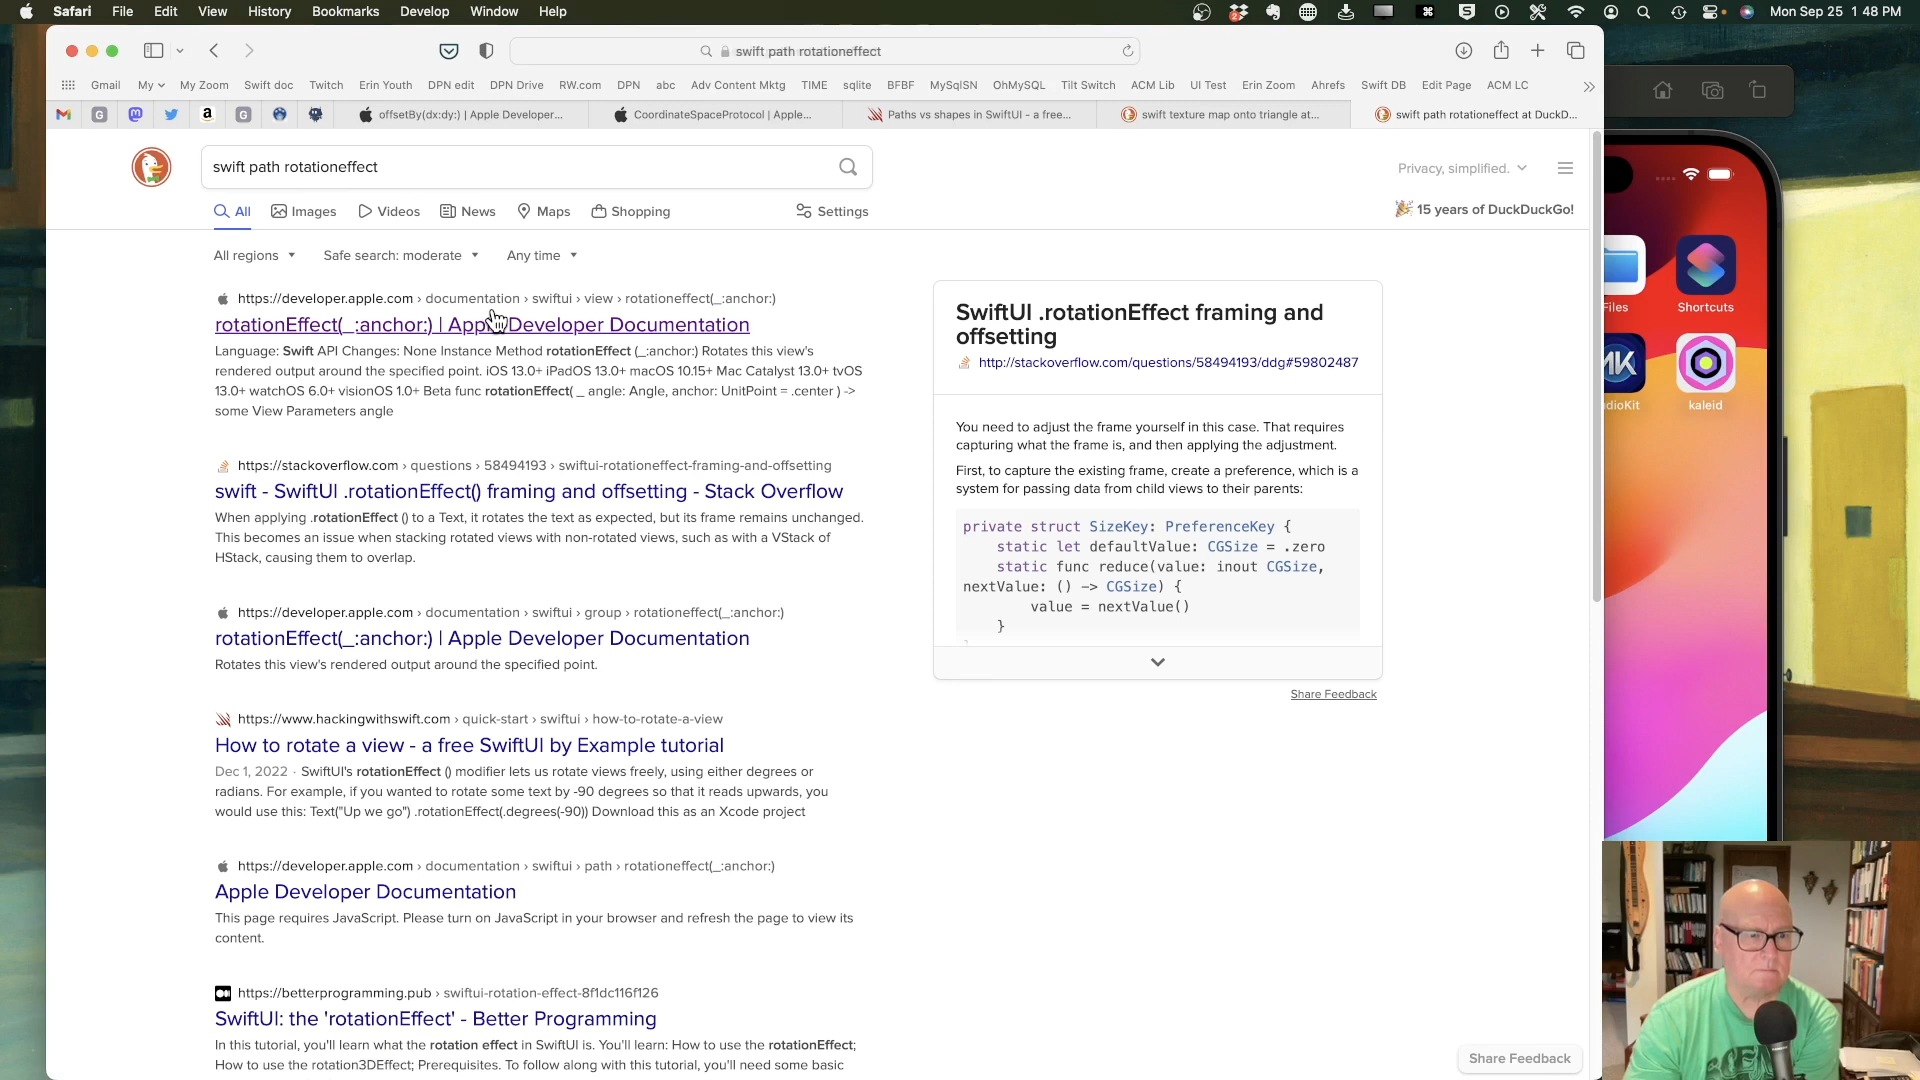 Safari File Edit View History Bookmarks Develop Window Help Mon Sep 25 1 48 PM
swift path rotationeffect
Gmail My My Zoom Swift doc Twitch Erin Youth DPN edit DPN Drive RW.com DPN abc Adv Content Mktg TIME sqlite BFBF MySqlSN OhMySQL Tilt Switch ACM Lib UI Test Erin Zoom Ahrefs Swift DB Edit Page ACM LC
offsetBy(dx:dy:) | Apple Developer... CoordinateSpaceProtocol | Apple... Paths vs shapes in SwiftUI - a free... swift texture map onto triangle at... swift path rotationeffect at DuckD...
swift path rotationeffect
Privacy, simplified.
All Images Videos News Maps Shopping Settings
15 years of DuckDuckGo!
All regions Safe search: moderate Any time
https://developer.apple.com › documentation › swiftui › view › rotationeffect(_:anchor:)
rotationEffect(_:anchor:) | Apple Developer Documentation
Language: Swift API Changes: None Instance Method rotationEffect (_:anchor:) Rotates this view's
rendered output around the specified point. iOS 13.0+ iPadOS 13.0+ macOS 10.15+ Mac Catalyst 13.0+ tvOS
13.0+ watchOS 6.0+ visionOS 1.0+ Beta func rotationEffect( _ angle: Angle, anchor: UnitPoint = .center ) ->
some View Parameters angle
https://stackoverflow.com › questions › 58494193 › swiftui-rotationeffect-framing-and-offsetting
swift - SwiftUI .rotationEffect() framing and offsetting - Stack Overflow
When applying .rotationEffect () to a Text, it rotates the text as expected, but its frame remains unchanged.
This becomes an issue when stacking rotated views with non-rotated views, such as with a VStack of
HStack, causing them to overlap.
https://developer.apple.com › documentation › swiftui › group › rotationeffect(_:anchor:)
rotationEffect(_:anchor:) | Apple Developer Documentation
Rotates this view's rendered output around the specified point.
https://www.hackingwithswift.com › quick-start › swiftui › how-to-rotate-a-view
How to rotate a view - a free SwiftUI by Example tutorial
Dec 1, 2022 · SwiftUI's rotationEffect () modifier lets us rotate views freely, using either degrees or
radians. For example, if you wanted to rotate some text by -90 degrees so that it reads upwards, you
would use this: Text("Up we go") .rotationEffect(.degrees(-90)) Download this as an Xcode project
https://developer.apple.com › documentation › swiftui › path › rotationeffect(_:anchor:)
Apple Developer Documentation
This page requires JavaScript. Please turn on JavaScript in your browser and refresh the page to view its
content.
https://betterprogramming.pub › swiftui-rotation-effect-8f1dc116f126
SwiftUI: the 'rotationEffect' - Better Programming
In this tutorial, you'll learn what the rotation effect in SwiftUI is. You'll learn: How to use the rotationEffect;
How to use the rotation3DEffect; Prerequisites. To follow along with this tutorial, you'll need some basic
SwiftUI .rotationEffect framing and
offsetting
http://stackoverflow.com/questions/58494193/ddg#59802487
You need to adjust the frame yourself in this case. That requires
capturing what the frame is, and then applying the adjustment.
First, to capture the existing frame, create a preference, which is a
system for passing data from child views to their parents:
private struct SizeKey: PreferenceKey {
static let defaultValue: CGSize = .zero
static func reduce(value: inout CGSize,
nextValue: () -> CGSize) {
value = nextValue()
}
Share Feedback
Share Feedback
Files Shortcuts
dioKit kaleid